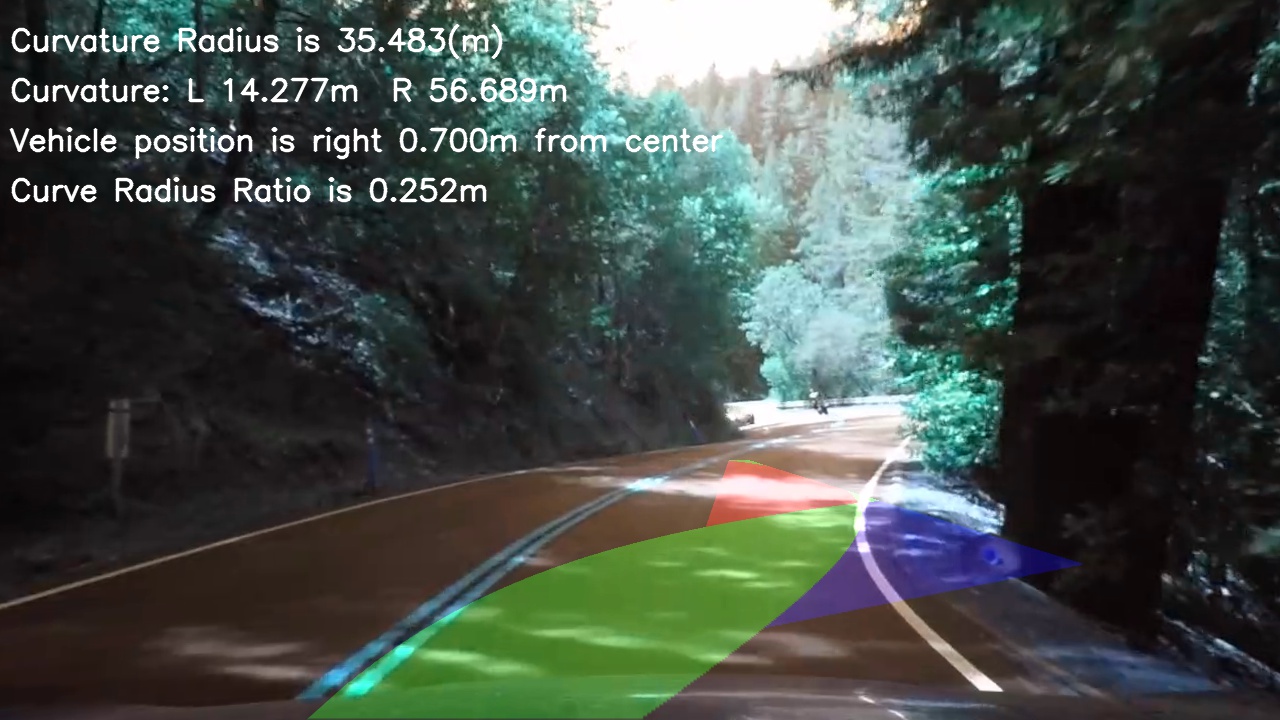 Curvature Radius is 35.483(m)
Curvature: L 14.277m R 56.689m
Vehicle position is right 0.700m from center
Curve Radius Ratio is 0.252m